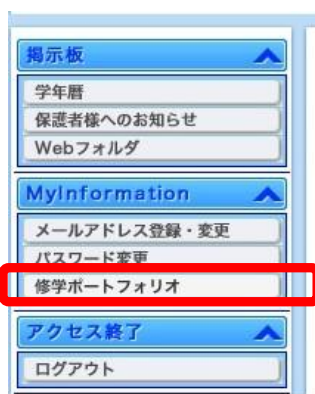 掲示板
学年暦
保護者様へのお知らせ
Webフォルダ
MyInformation
メールアドレス登録・変更
パスワード変更
修学ポートフォリオ
アクセス終了
ログアウト